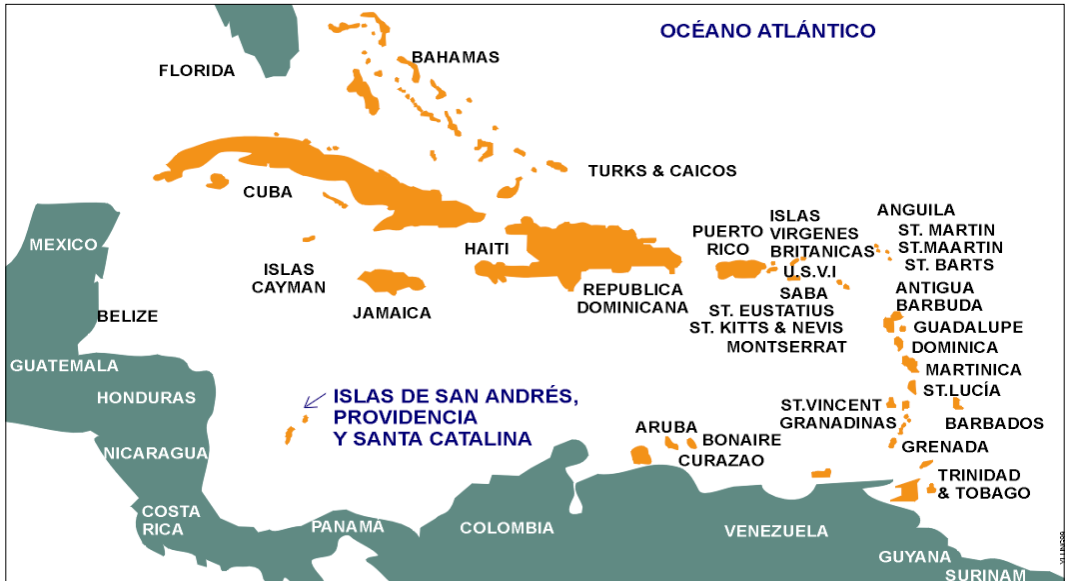 OCÉANO ATLÁNTICO
BAHAMAS
FLORIDA
TURKS & CAICOS
CUBA
ANGUILA
ISLAS
VIRGENES
BRITANICAS
ST. MARTIN
PUERTO
RICO
MEXICO
HAITI
ST.MAARTIN
ST. BARTS
U.S.V.I
ISLAS
CAYMAN
REPUBLICA
DOMINICANA
SABA
ANTIGUA
BARBUDA
JAMAICA
BELIZE
ST. EUSTATIUS
ST. KITTS & NEVIS
MONTSERRAT
GUADALUPE
DOMINICA
GUATEMALA
MARTINICA
HONDURAS
ISLAS DE SAN ANDRÉS,
PROVIDENCIA
Y SANTA CATALINA
ST.LUCÍA
ST.VINCENT
GRANADINAS
BARBADOS
ARUBA
BONAIRE
CURAZAO
GRENADA
NICARAGUA
TRINIDAD
& TOBAGO
COSTA
RICA
PANAMA
COLOMBIA
VENEZUELA
GUYANA
SURINAM